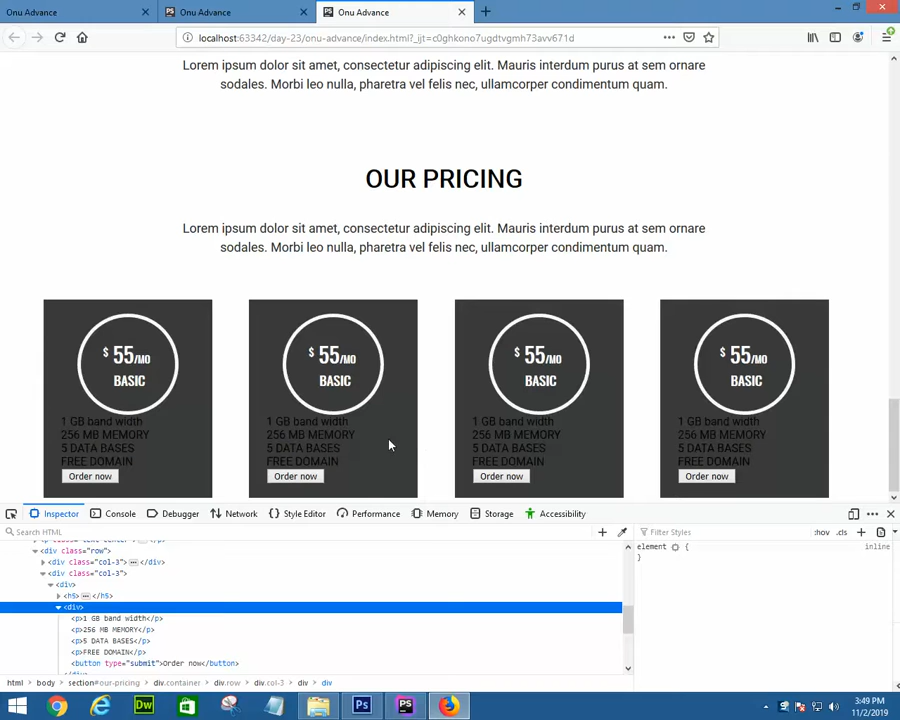 Onu Advance
Onu Advance
Onu Advance
localhost:63342/day-23/onu-advance/index.html?_ijt=c0ghkono7ugdtvgmh73avv671d
Lorem ipsum dolor sit amet, consectetur adipiscing elit. Mauris interdum purus at sem ornare
sodales. Morbi leo nulla, pharetra vel felis nec, ullamcorper condimentum quam.
OUR PRICING
Lorem ipsum dolor sit amet, consectetur adipiscing elit. Mauris interdum purus at sem ornare
sodales. Morbi leo nulla, pharetra vel felis nec, ullamcorper condimentum quam.
$ 55/MO
BASIC
1 GB band width
256 MB MEMORY
5 DATA BASES
FREE DOMAIN
Order now
$ 55/MO
BASIC
1 GB band width
256 MB MEMORY
5 DATA BASES
FREE DOMAIN
Order now
$ 55/MO
BASIC
1 GB band width
256 MB MEMORY
5 DATA BASES
FREE DOMAIN
Order now
$ 55/MO
BASIC
1 GB band width
256 MB MEMORY
5 DATA BASES
FREE DOMAIN
Order now
Inspector Console Debugger Network Style Editor Performance Memory Storage Accessibility
Search HTML
Filter Styles :hov .cls
<div class="row">
<div class="col-3"> </div>
<div class="col-3">
<div>
<h5> </h5>
<div>
<p>1 GB band width</p>
<p>256 MB MEMORY</p>
<p>5 DATA BASES</p>
<p>FREE DOMAIN</p>
<button type="submit">Order now</button>
element { inline
}
html body section#our-pricing div.container div.row div.col-3 div div
3:49 PM
11/2/2019